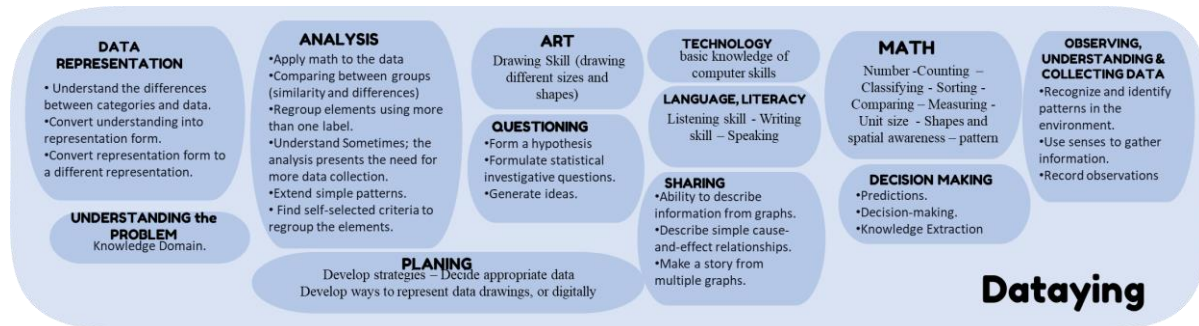 DATA
REPRESENTATION
• Understand the differences
between categories and data.
•Convert understanding into
representation form.
•Convert representation form to
a different representation.
UNDERSTANDING the
PROBLEM
Knowledge Domain.
ANALYSIS
•Apply math to the data
•Comparing between groups
(similarity and differences)
•Regroup elements using more
than one label.
•Understand Sometimes; the
analysis presents the need for
more data collection.
•Extend simple patterns.
• Find self-selected criteria to
regroup the elements.
PLANING
Develop strategies – Decide appropriate data
Develop ways to represent data drawings, or digitally
ART
Drawing Skill (drawing
different sizes and
shapes)
QUESTIONING
•Form a hypothesis
•Formulate statistical
investigative questions.
•Generate ideas.
TECHNOLOGY
basic knowledge of
computer skills
LANGUAGE, LITERACY
Listening skill - Writing
skill – Speaking
SHARING
•Ability to describe
information from graphs.
•Describe simple cause-
and-effect relationships.
•Make a story from
multiple graphs.
MATH
Number -Counting –
Classifying - Sorting -
Comparing – Measuring -
Unit size - Shapes and
spatial awareness – pattern
DECISION MAKING
•Predictions.
•Decision-making.
•Knowledge Extraction
OBSERVING,
UNDERSTANDING &
COLLECTING DATA
•Recognize and identify
patterns in the
environment.
•Use senses to gather
information.
•Record observations
Dataying